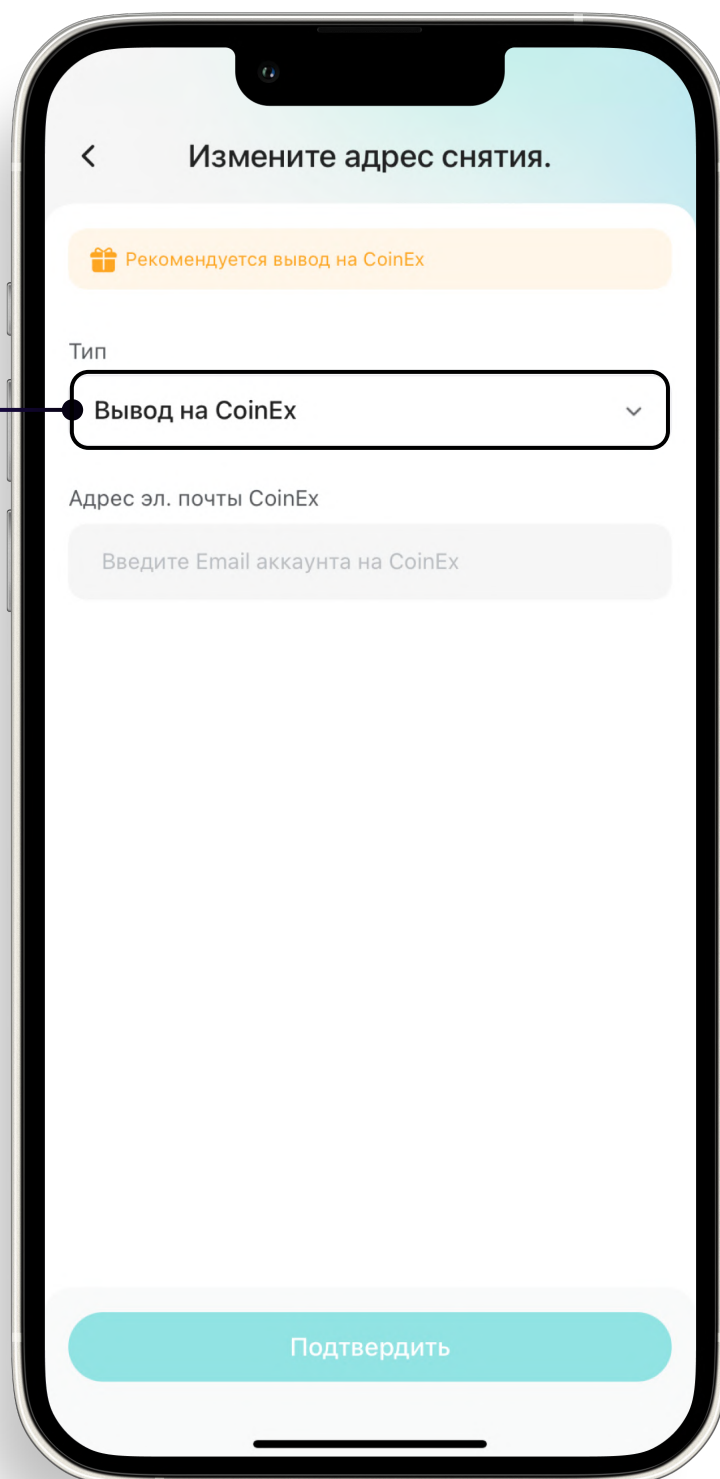 Измените адрес снятия.
Рекомендуется вывод на CoinEx
Тип
Вывод на CoinEx
Адрес эл. почты CoinEx
Введите Email аккаунта на CoinEx
Подтвердить